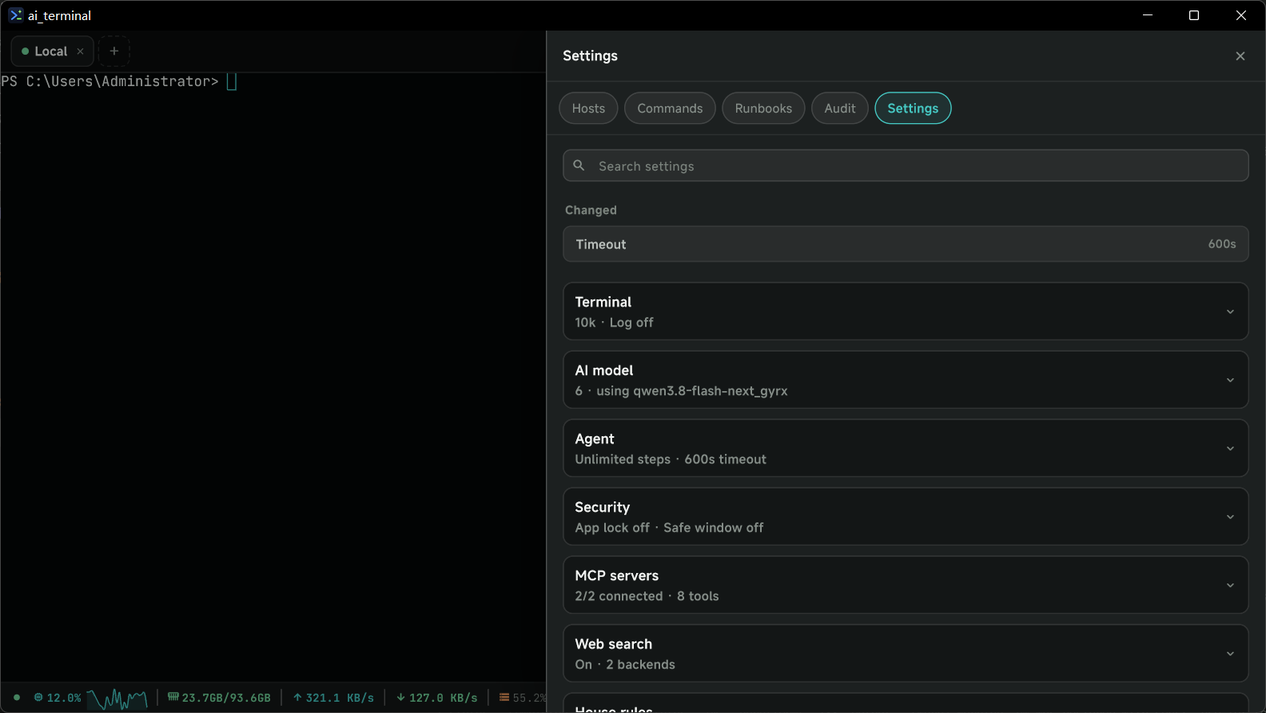 ai_terminal
Local
PS C:\Users\Administrator>
Settings
Hosts
Commands
Runbooks
Audit
Settings
Search settings
Changed
Timeout
600s
Terminal
10k · Log off
AI model
6 · using qwen3.8-flash-next_gyrx
Agent
Unlimited steps · 600s timeout
Security
App lock off · Safe window off
MCP servers
2/2 connected · 8 tools
Web search
On · 2 backends
House rules
12.0%
23.7GB/93.6GB
↑ 321.1 KB/s
↓ 127.0 KB/s
55.2%